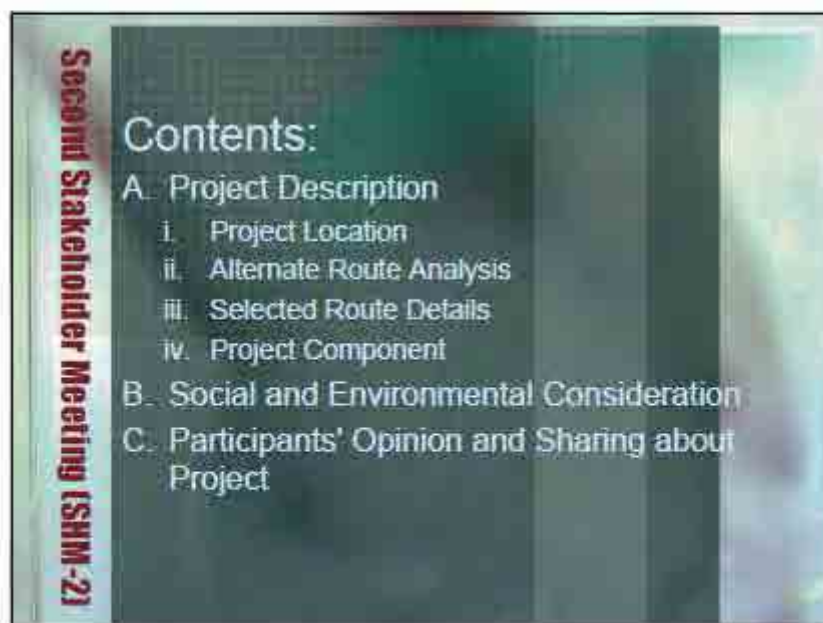 Second Stakeholder Meeting (SHM-2)
Contents:
A. Project Description
i. Project Location
ii. Alternate Route Analysis
iii. Selected Route Details
iv. Project Component
B. Social and Environmental Consideration
C. Participants' Opinion and Sharing about
Project